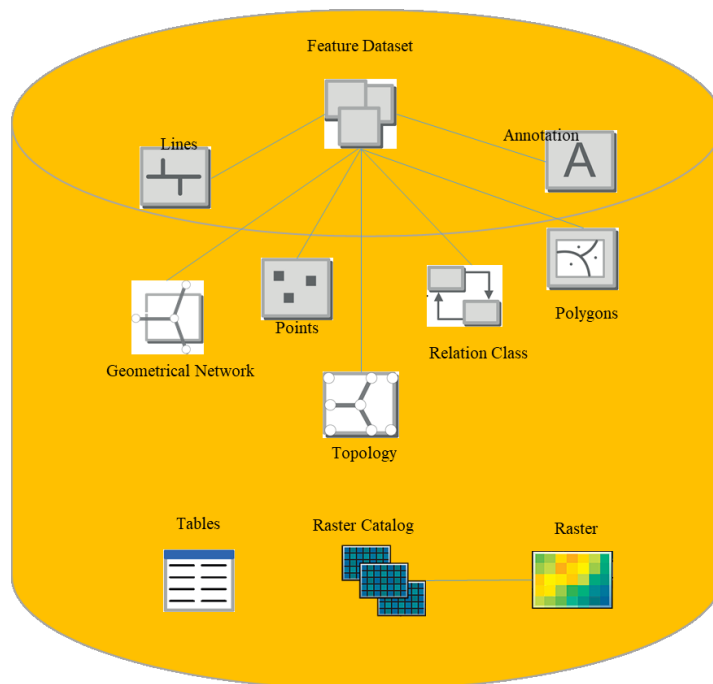 Feature Dataset
Lines
Annotation
A
Points
Polygons
Relation Class
Geometrical Network
Topology
Tables
Raster Catalog
Raster